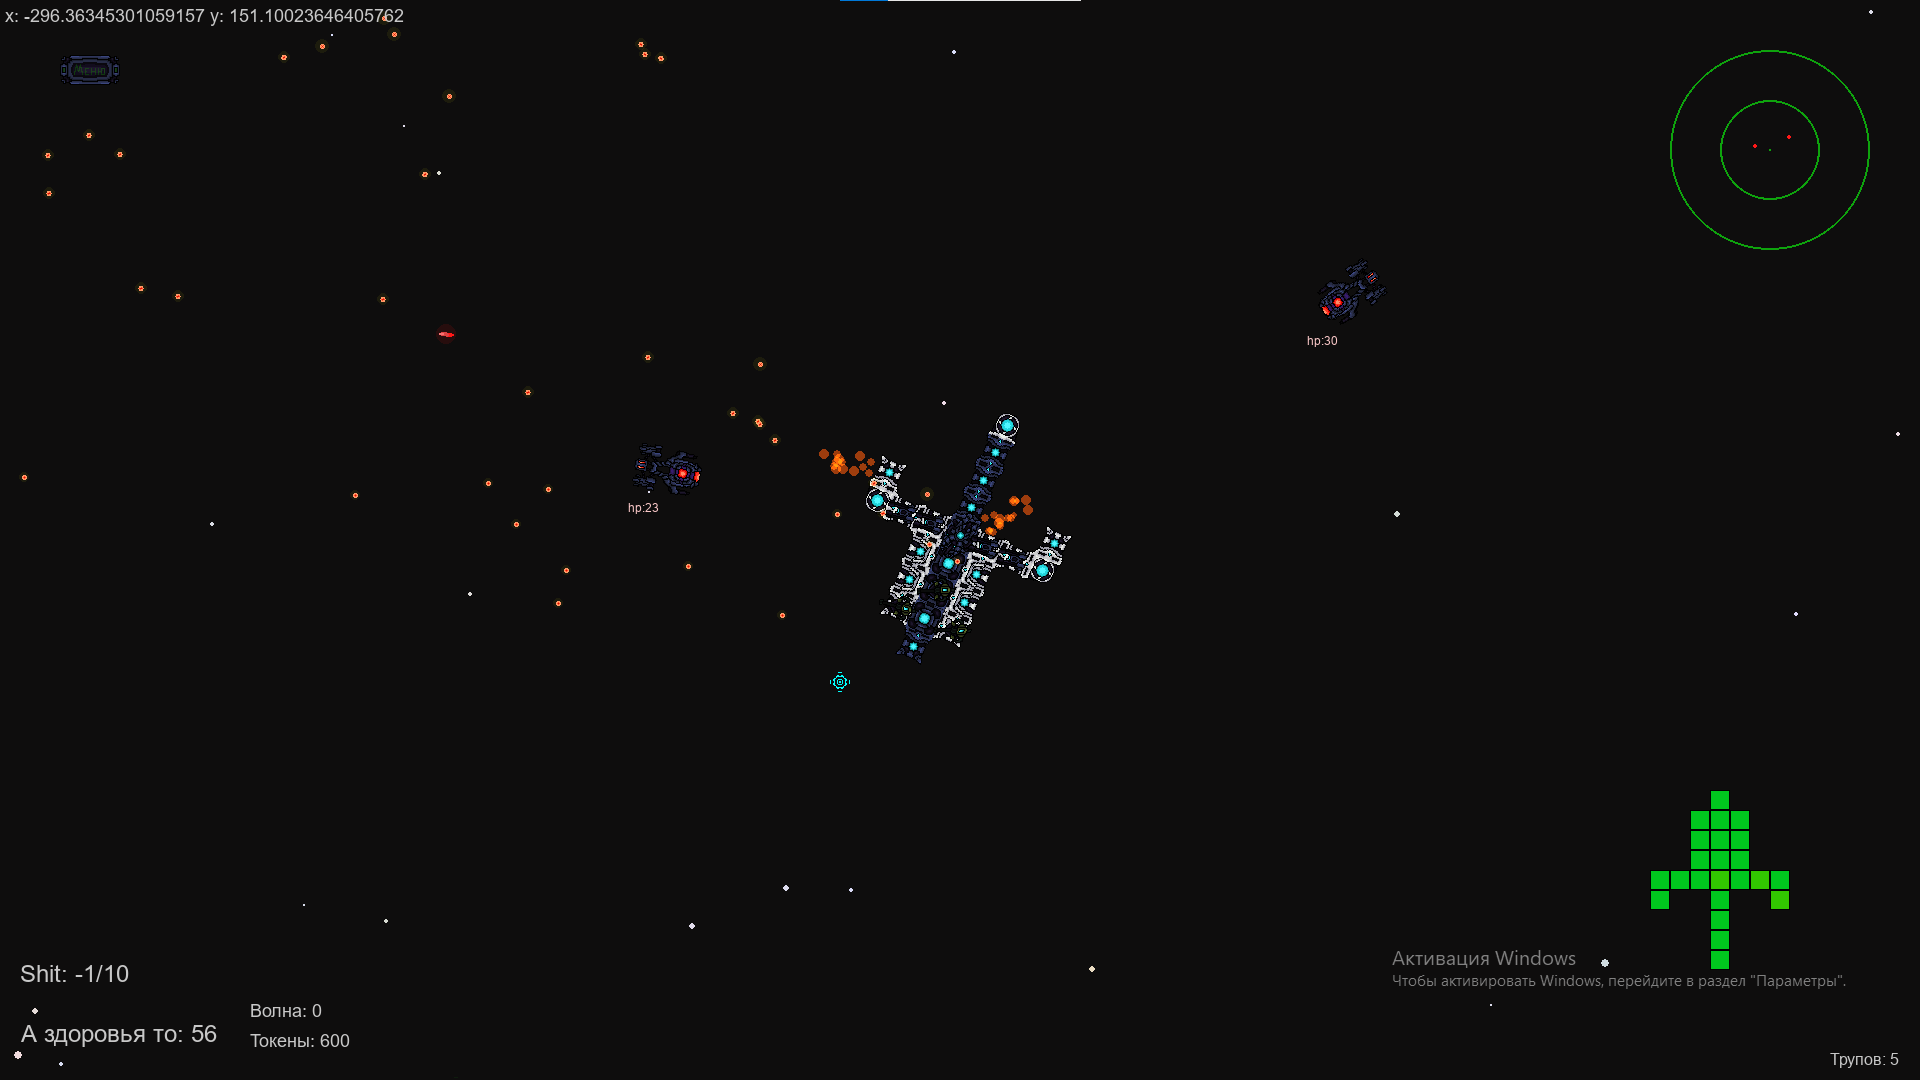 x: -296.36345301059157 y: 151.10023646405762
Меню
hp:30
hp:23
Shit: -1/10
А здоровья то: 56
Волна: 0
Токены: 600
Активация Windows
Чтобы активировать Windows, перейдите в раздел "Параметры".
Трупов: 5